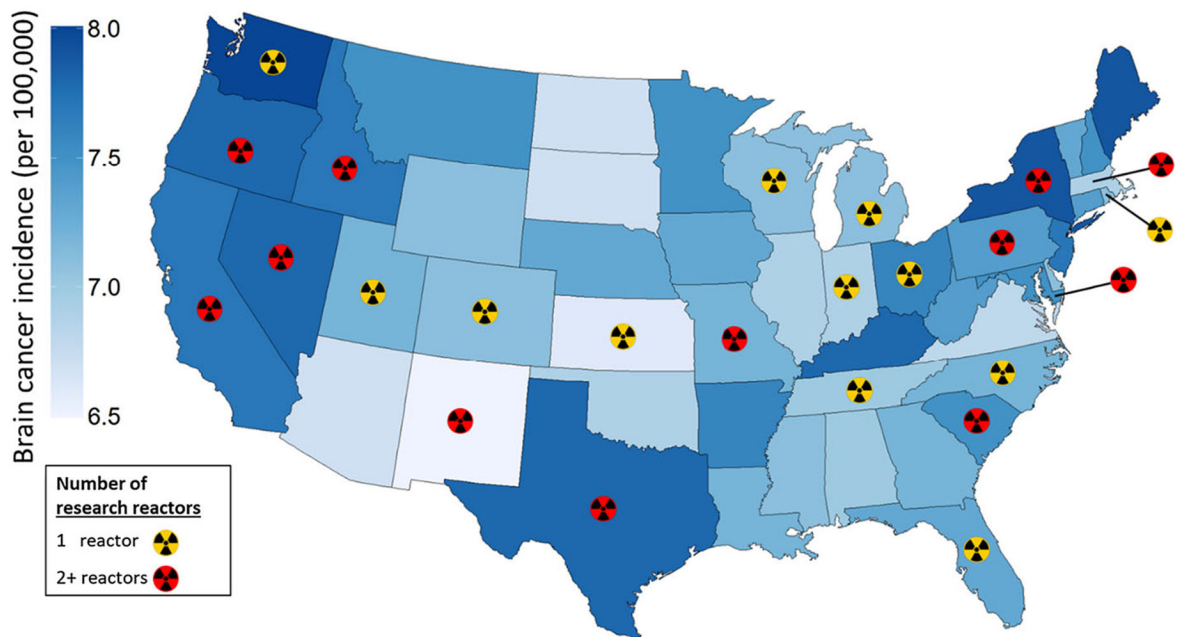 Brain cancer incidence (per 100,000)
8.0
7.5
7.0
6.5
Number of
research reactors
1 reactor
2+ reactors